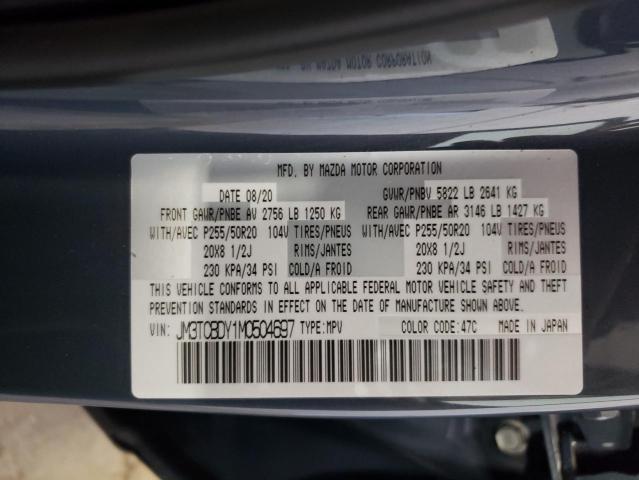 MFD. BY MAZDA MOTOR CORPORATION
DATE 08/20 GVWR/PNBV 5822 LB 2641 KG
FRONT GAWR/PNBE AV 2756 LB 1250 KG REAR GAWR/PNBE AR 3146 LB 1427 KG
WITH/AVEC P255/50R20 104V TIRES/PNEUS WITH/AVEC P255/50R20 104V TIRES/PNEUS
20X8 1/2J RIMS/JANTES 20X8 1/2J RIMS/JANTES
230 KPA/34 PSI COLD/A FROID 230 KPA/34 PSI COLD/A FROID
THIS VEHICLE CONFORMS TO ALL APPLICABLE FEDERAL MOTOR VEHICLE SAFETY AND THEFT
PREVENTION STANDARDS IN EFFECT ON THE DATE OF MANUFACTURE SHOWN ABOVE.
VIN: JM3TCBDY1M0504697 TYPE:MPV COLOR CODE:47C MADE IN JAPAN